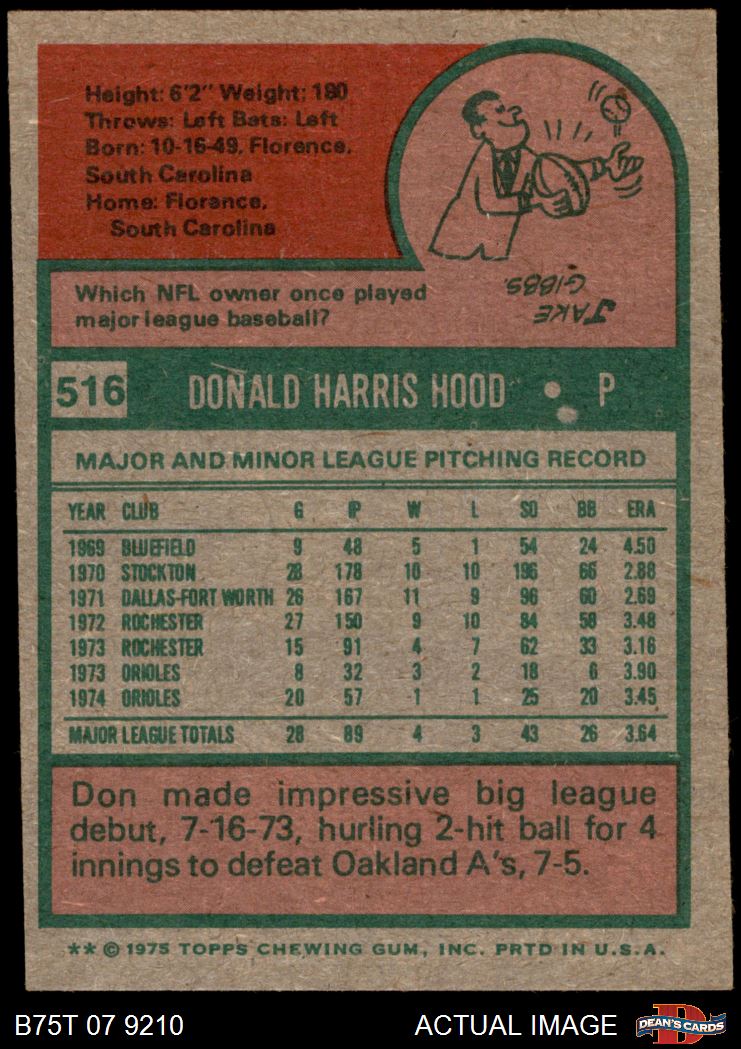 Height: 6'2" Weight: 180
Throws: Left Bats: Left
Born: 10-16-49, Florence,
South Carolina
Home: Florence,
South Carolina
Which NFL owner once played
major league baseball?
JAKE
GIBBS.
516 DONALD HARRIS HOOD • P
MAJOR AND MINOR LEAGUE PITCHING RECORD
YEAR CLUB G IP W L SO BB ERA
1969 BLUEFIELD 9 48 5 1 54 24 4.50
1970 STOCKTON 28 178 10 10 196 66 2.88
1971 DALLAS-FORT WORTH 26 167 11 9 96 60 2.69
1972 ROCHESTER 27 150 9 10 84 58 3.48
1973 ROCHESTER 15 91 4 7 62 33 3.16
1973 ORIOLES 8 32 3 2 18 6 3.90
1974 ORIOLES 20 57 1 1 25 20 3.45
MAJOR LEAGUE TOTALS 28 89 4 3 43 26 3.64
Don made impressive big league
debut, 7-16-73, hurling 2-hit ball for 4
innings to defeat Oakland A's, 7-5.
** © 1975 TOPPS CHEWING GUM, INC. PRTD IN U.S.A.
B75T 07 9210 ACTUAL IMAGE DEAN'S CARDS